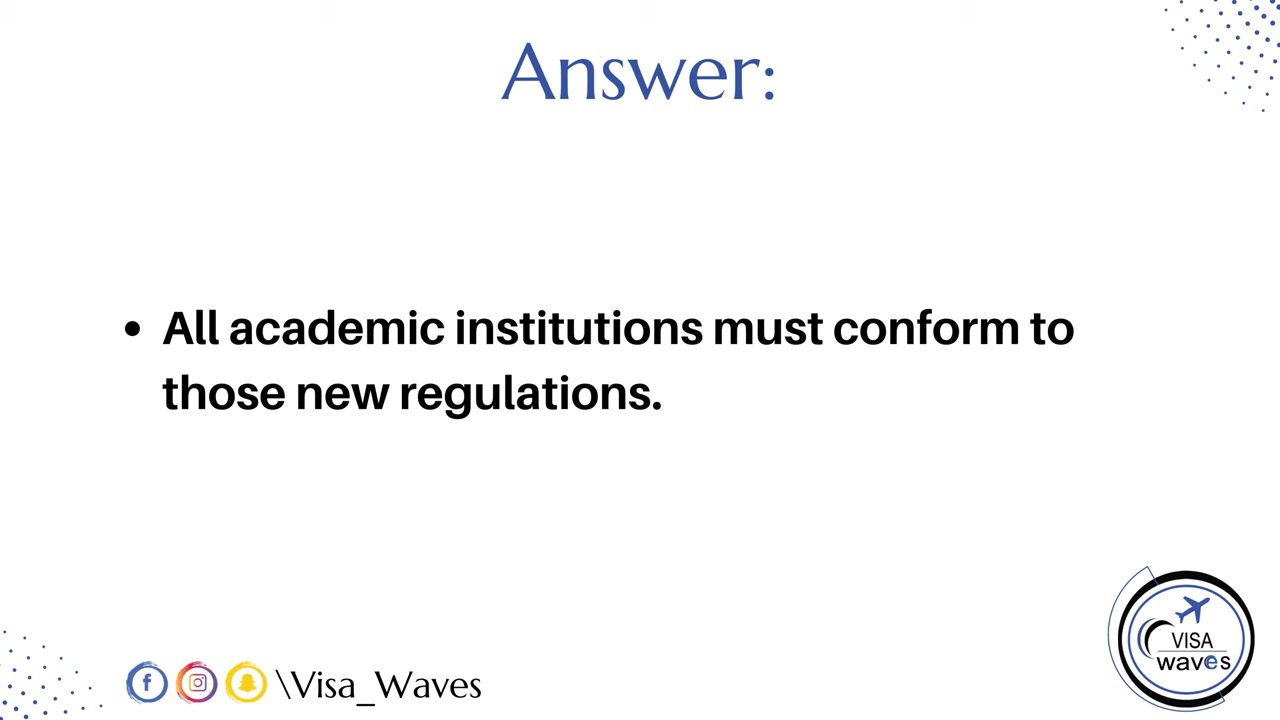 Answer:
• All academic institutions must conform to
those new regulations.
\Visa_Waves
VISA
waves